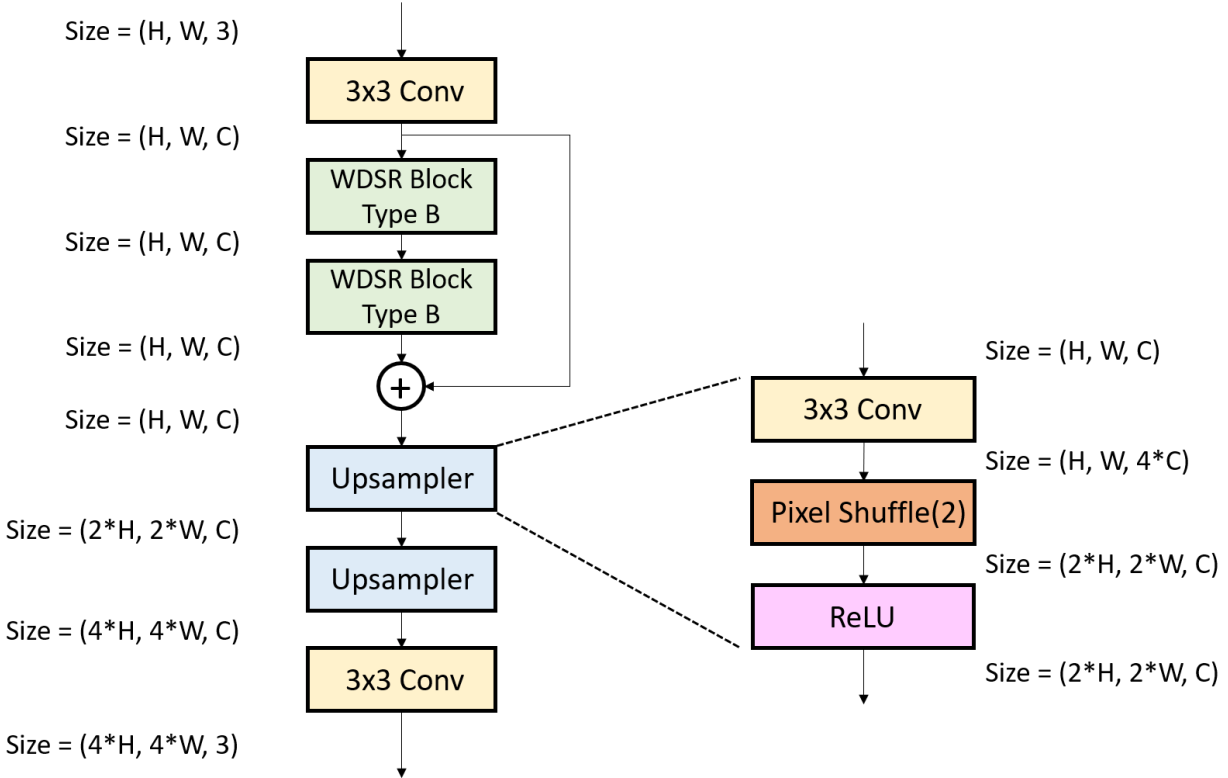 Size = (H, W, 3)
3x3 Conv
Size = (H, W, C)
WDSR Block
Type B
Size = (H, W, C)
WDSR Block
Type B
Size = (H, W, C)
+
Size = (H, W, C)
Upsampler
Size = (2*H, 2*W, C)
Upsampler
Size = (4*H, 4*W, C)
3x3 Conv
Size = (4*H, 4*W, 3)
Size = (H, W, C)
3x3 Conv
Size = (H, W, 4*C)
Pixel Shuffle(2)
Size = (2*H, 2*W, C)
ReLU
Size = (2*H, 2*W, C)